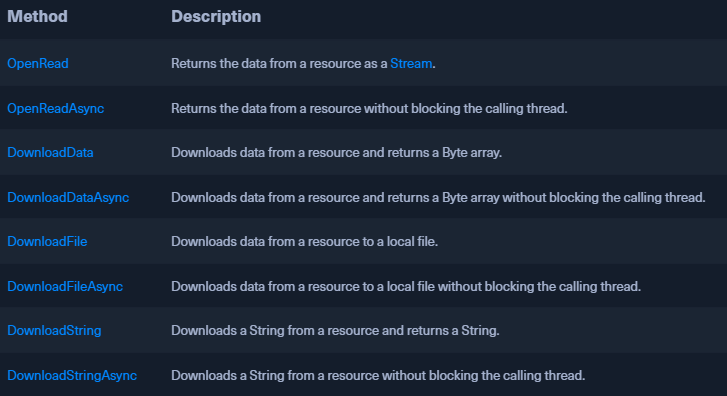 Method Description
OpenRead Returns the data from a resource as a Stream.
OpenReadAsync Returns the data from a resource without blocking the calling thread.
DownloadData Downloads data from a resource and returns a Byte array.
DownloadDataAsync Downloads data from a resource and returns a Byte array without blocking the calling thread.
DownloadFile Downloads data from a resource to a local file.
DownloadFileAsync Downloads data from a resource to a local file without blocking the calling thread.
DownloadString Downloads a String from a resource and returns a String.
DownloadStringAsync Downloads a String from a resource without blocking the calling thread.